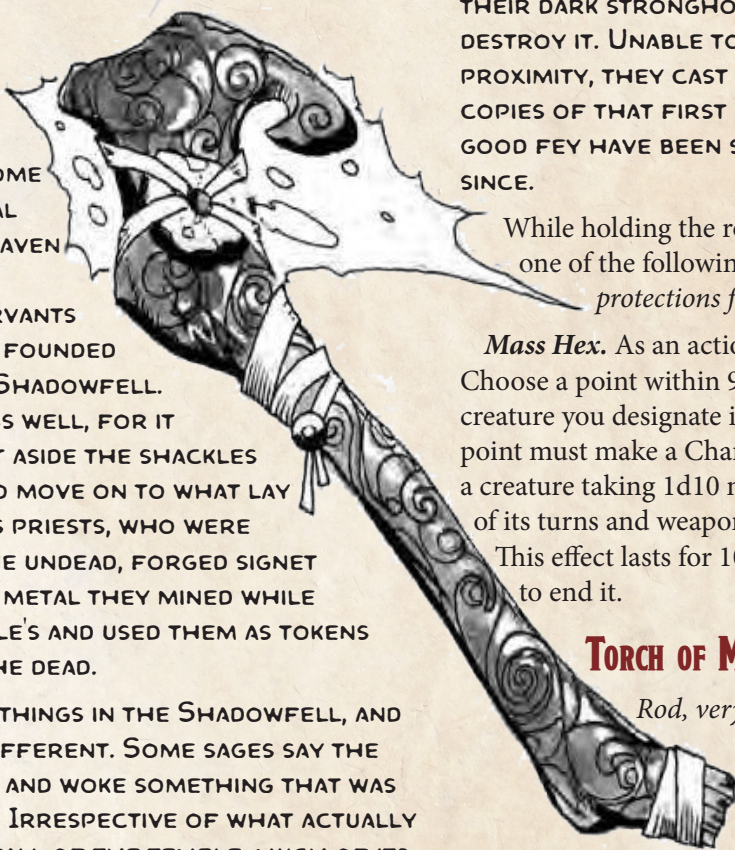 OME
AL
AVEN
RVANTS
FOUNDED
SHADOWFELL.
S WELL, FOR IT
T ASIDE THE SHACKLES
D MOVE ON TO WHAT LAY
S PRIESTS, WHO WERE
E UNDEAD, FORGED SIGNET
METAL THEY MINED WHILE
LE'S AND USED THEM AS TOKENS
HE DEAD.
THINGS IN THE SHADOWFELL, AND
IFFERENT. SOME SAGES SAY THE
AND WOKE SOMETHING THAT WAS
IRRESPECTIVE OF WHAT ACTUALLY
THEIR DARK STRONGHO
DESTROY IT. UNABLE TO
PROXIMITY, THEY CAST
COPIES OF THAT FIRST
GOOD FEY HAVE BEEN S
SINCE.
While holding the ro
one of the followin
protections f
Mass Hex. As an actio
Choose a point within 9
creature you designate i
point must make a Char
a creature taking 1d10 n
of its turns and weapon
This effect lasts for 10
to end it.
TORCH OF M
Rod, very